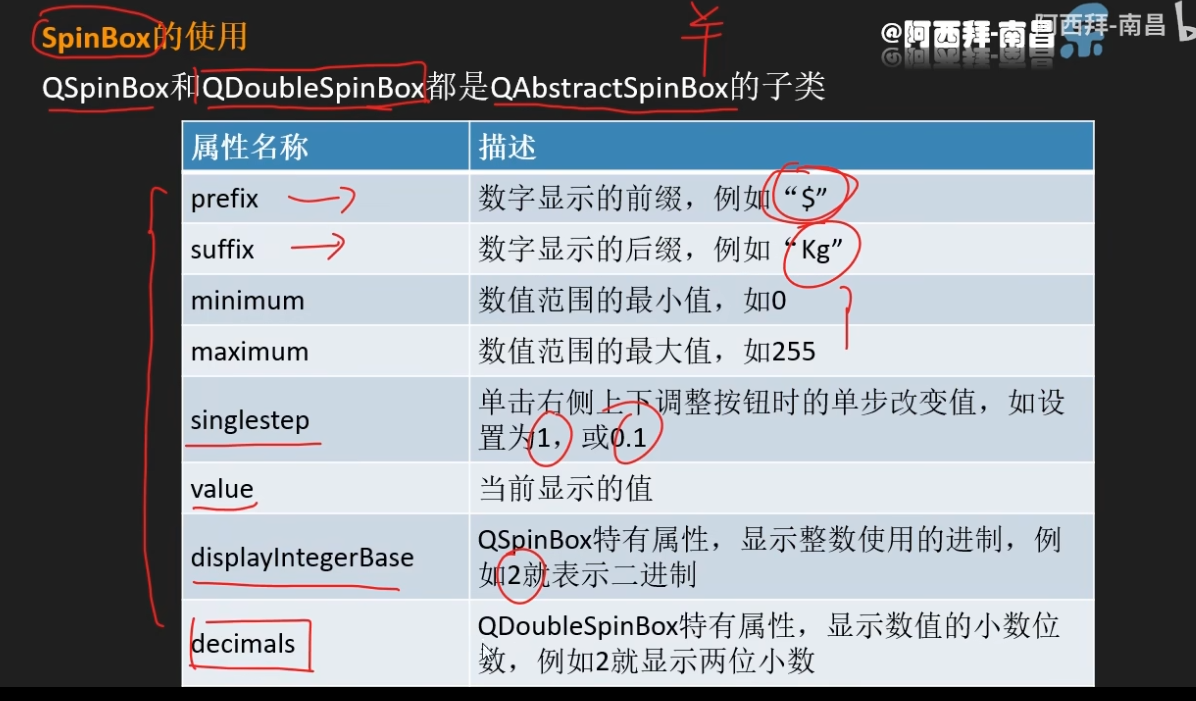 SpinBox的使用
¥
@阿西拜-南昌
阿西拜-南昌
QSpinBox和QDoubleSpinBox都是QAbstractSpinBox的子类
属性名称 描述
prefix 数字显示的前缀，例如“$”
suffix 数字显示的后缀，例如“Kg”
minimum 数值范围的最小值，如0
maximum 数值范围的最大值，如255
singlestep 单击右侧上下调整按钮时的单步改变值，如设
置为1，或0.1
value 当前显示的值
displayIntegerBase QSpinBox特有属性，显示整数使用的进制，例
如2就表示二进制
decimals QDoubleSpinBox特有属性，显示数值的小数位
数，例如2就显示两位小数